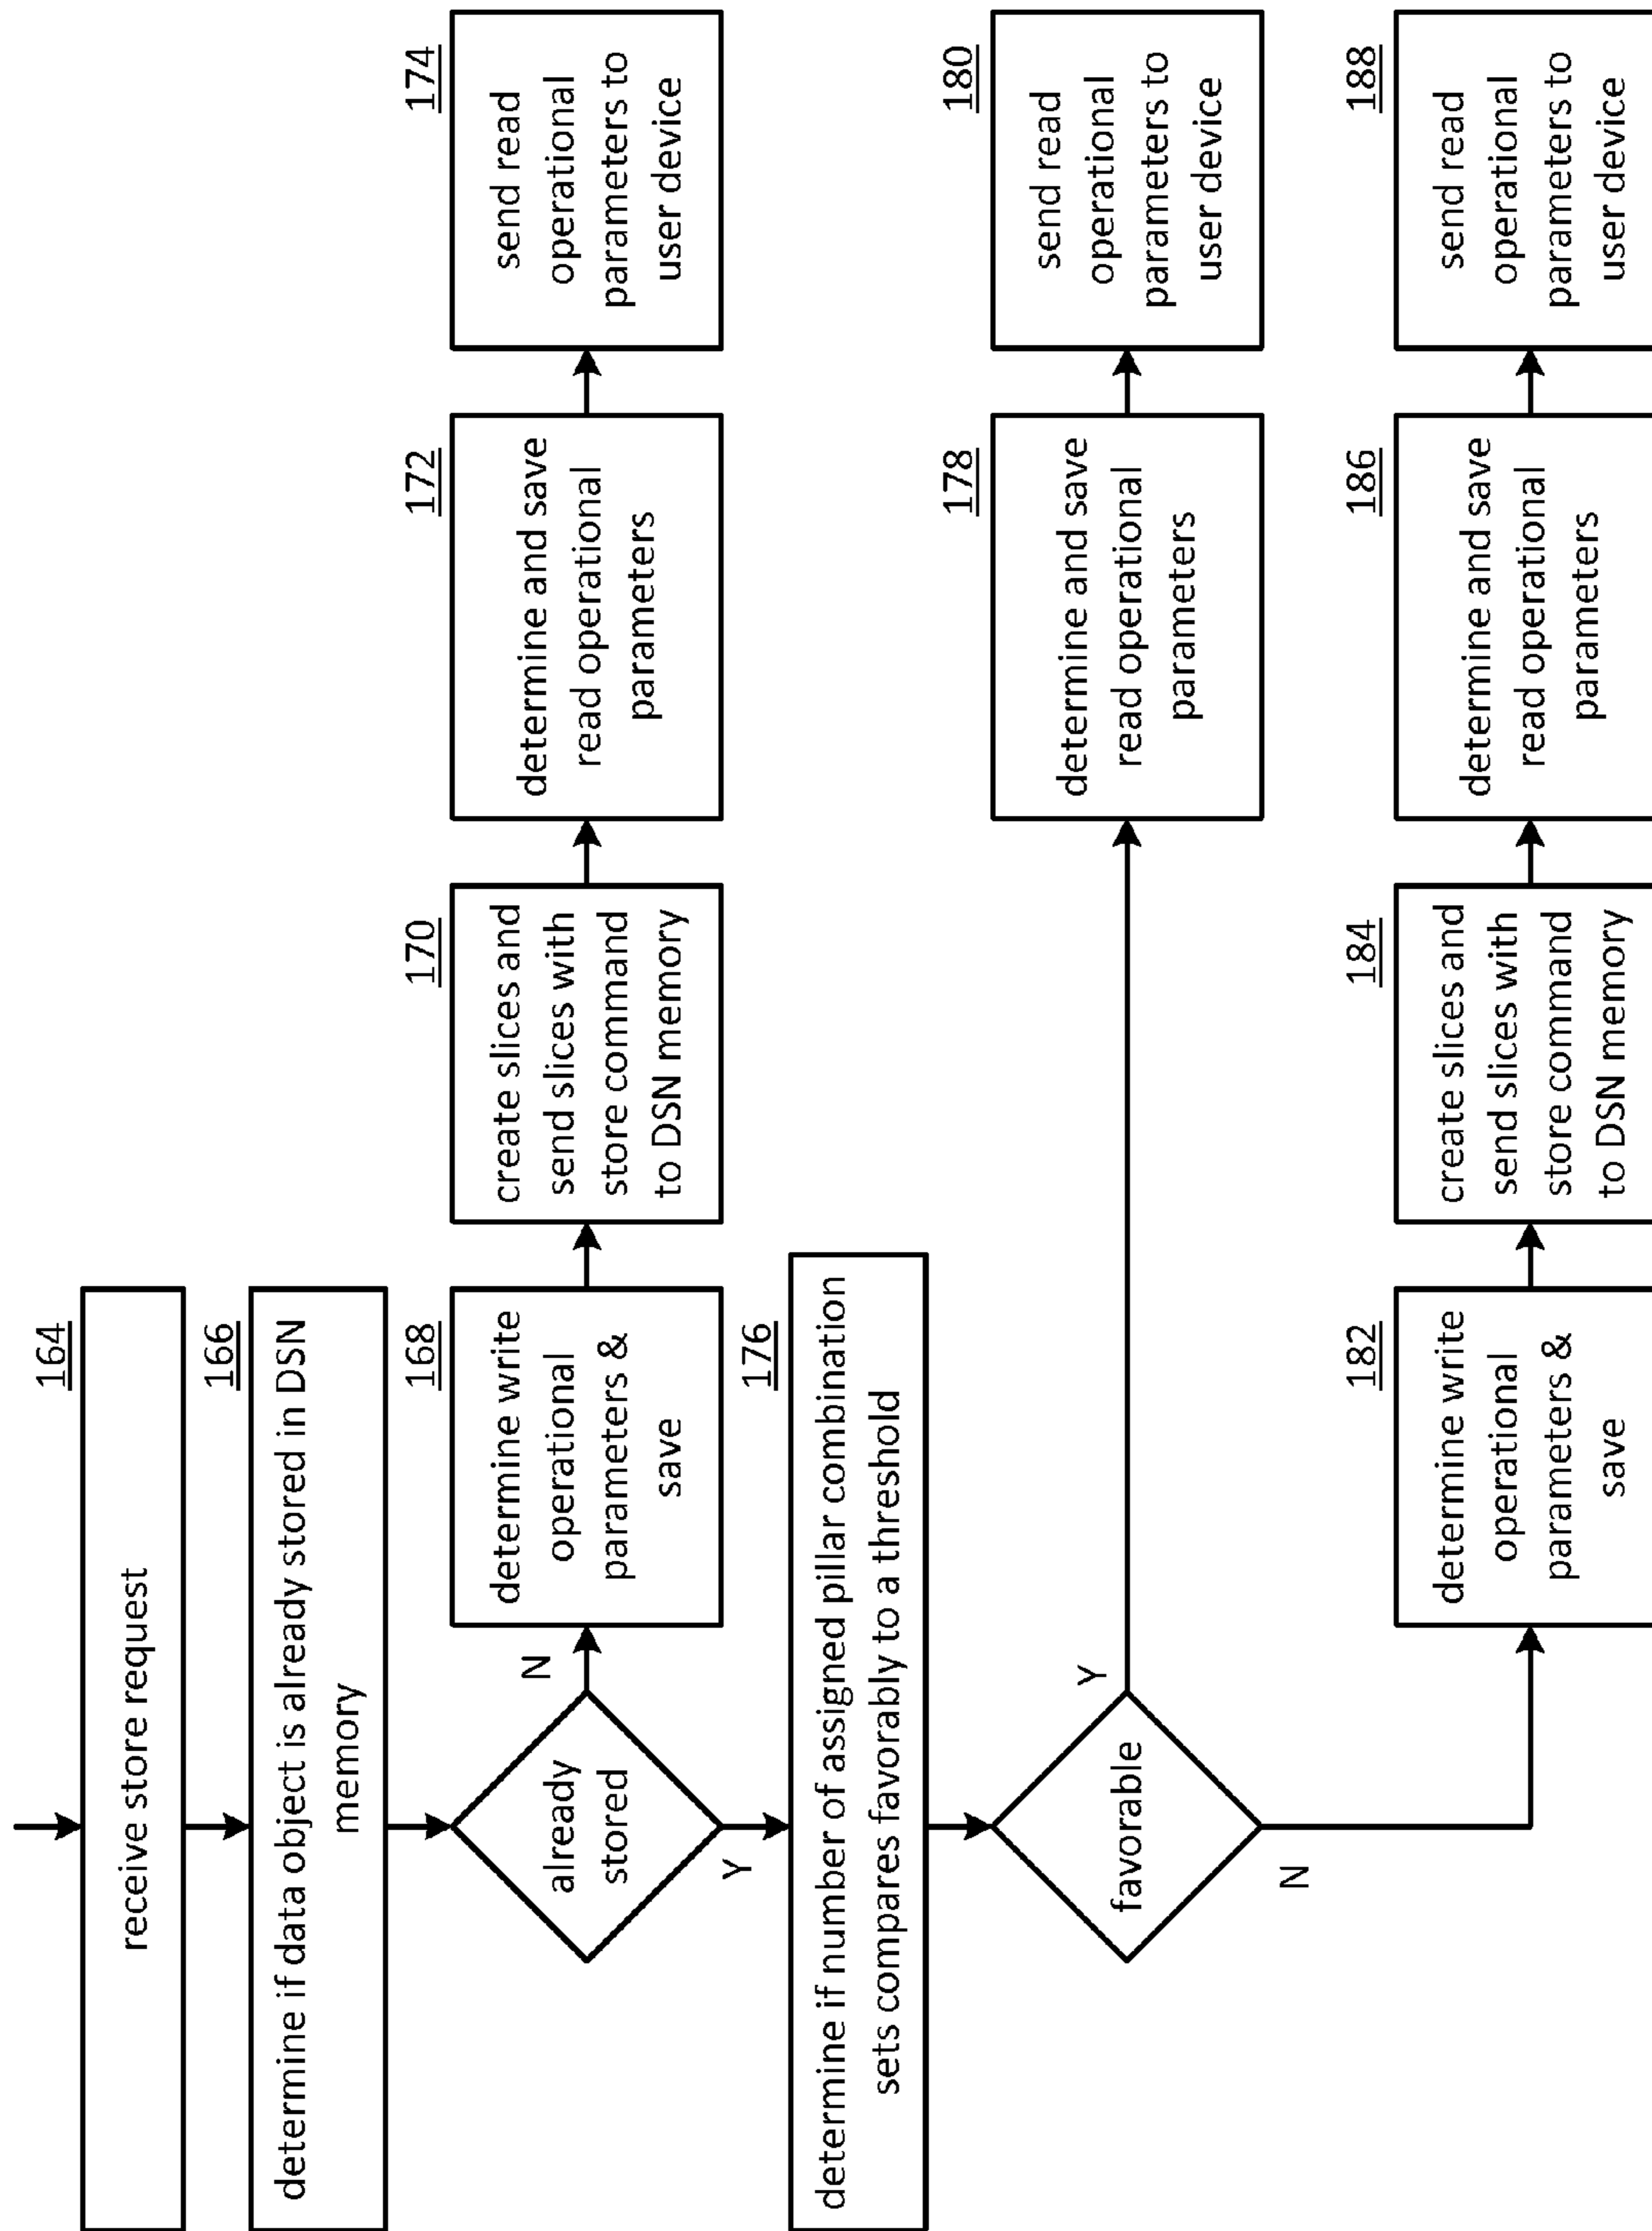 164
receive store request
166
determine if data object is already stored in DSN
memory
already
stored
N
Y
168
determine write
operational
parameters &
save
170
create slices and
send slices with
store command
to DSN memory
172
determine and save
read operational
parameters
174
send read
operational
parameters to
user device
176
determine if number of assigned pillar combination
sets compares favorably to a threshold
favorable
Y
N
178
determine and save
read operational
parameters
180
send read
operational
parameters to
user device
182
determine write
operational
parameters &
save
184
create slices and
send slices with
store command
to DSN memory
186
determine and save
read operational
parameters
188
send read
operational
parameters to
user device